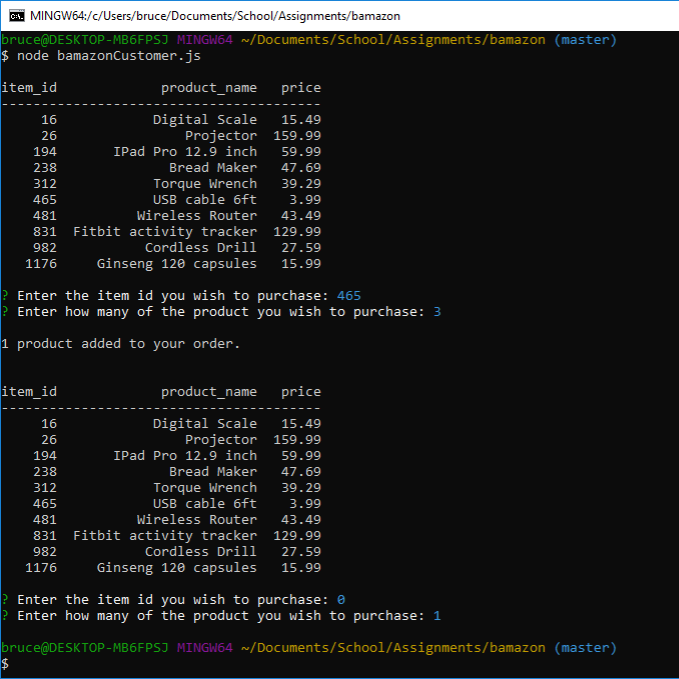 MINGW64:/c/Users/bruce/Documents/School/Assignments/bamazon
bruce@DESKTOP-MB6FPSJ MINGW64 ~/Documents/School/Assignments/bamazon (master)
$ node bamazonCustomer.js
item_id             product_name   price
----------------------------------------
     16            Digital Scale   15.49
     26                Projector  159.99
    194       IPad Pro 12.9 inch   59.99
    238              Bread Maker   47.69
    312            Torque Wrench   39.29
    465            USB cable 6ft    3.99
    481          Wireless Router   43.49
    831  Fitbit activity tracker  129.99
    982           Cordless Drill   27.59
   1176     Ginseng 120 capsules   15.99
? Enter the item id you wish to purchase: 465
? Enter how many of the product you wish to purchase: 3
1 product added to your order.
item_id             product_name   price
----------------------------------------
     16            Digital Scale   15.49
     26                Projector  159.99
    194       IPad Pro 12.9 inch   59.99
    238              Bread Maker   47.69
    312            Torque Wrench   39.29
    465            USB cable 6ft    3.99
    481          Wireless Router   43.49
    831  Fitbit activity tracker  129.99
    982           Cordless Drill   27.59
   1176     Ginseng 120 capsules   15.99
? Enter the item id you wish to purchase: 0
? Enter how many of the product you wish to purchase: 1
bruce@DESKTOP-MB6FPSJ MINGW64 ~/Documents/School/Assignments/bamazon (master)
$